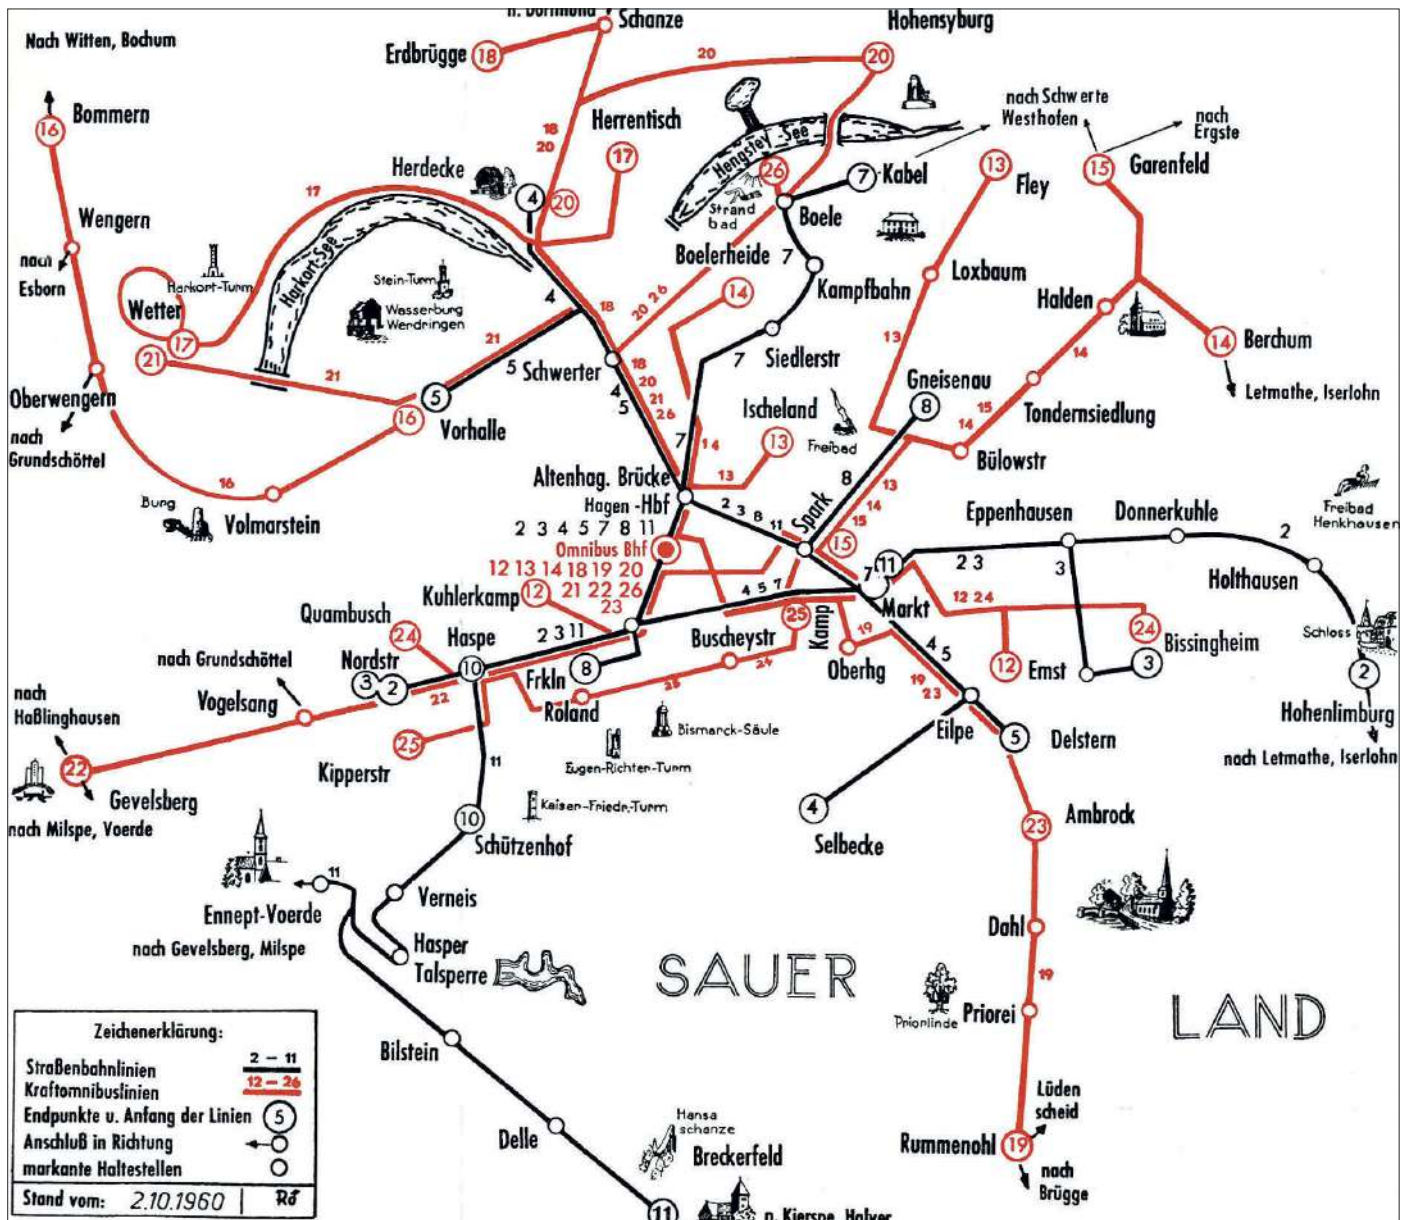 n. Dortmund
Schanze
Hohensyburg
Nach Witten, Bochum
Erdbrügge
18
20
20
16
Bommern
18
20
Herrentisch
17
Hengstey-See
nach Schwerte
Westhofen
nach
Ergste
Herdecke
4
20
26
Strand
bad
7
Kabel
13
Fley
15
Garenfeld
17
Wengern
nach
Esborn
Harkort-Turm
Harkort-See
Stein-Turm
Wasserburg
Werdringen
Boele
Boelerheide
7
Kampfbahn
Loxbaum
Halden
Wetter
17
21
4
18
20 26
14
7
Siedlerstr
13
14
14
Berchum
Letmathe, Iserlohn
21
21
5
Schwerter
18
20
21
26
4
5
Gneisenau
8
Oberwengern
nach
Grundschöttel
5
16
Vorhalle
Ischeland
13
Freibad
15
14
Tondernsiedlung
Bülowstr
7
14
13
16
Burg
Volmarstein
Altenhag. Brücke
Hagen-Hbf
2 3 4 5 7 8 11
Omnibus Bhf
12 13 14 18 19 20
21 22 26
23
2 3 8 11
Spark
8
13
14
15
15
Eppenhausen
Donnerkuhle
Freibad
Henkhausen
2
Holthausen
7
11
2 3
3
Markt
12 24
Kuhlerkamp
12
4 5 7
25
Kamp
Quambusch
24
Haspe
2 3 11
Buscheystr
19
Oberhg
12
Emst
24
Bissingheim
3
Schloss
2
Hohenlimburg
nach Letmathe, Iserlohn
nach Grundschöttel
Nordstr
3
2
10
22
Frkln
8
24
4 5
19
23
nach
Haßlinghausen
Vogelsang
Roland
25
Bismarck-Säule
Eilpe
5
Delstern
25
Kipperstr
11
Eugen-Richter-Turm
22
Gevelsberg
nach Milspe, Voerde
Kaiser-Friedr.-Turm
10
Schützenhof
4
Selbecke
23
Ambrock
11
Ennept-Voerde
nach Gevelsberg, Milspe
Verneis
Hasper
Talsperre
Dahl
19
SAUER
LAND
Priorlinde
Priorei
Bilstein
Delle
Hansa
schanze
Breckerfeld
11
n. Kierspe, Halver
Lüden
scheid
Rummenohl
19
nach
Brügge
Zeichenerklärung:
Straßenbahnlinien 2 – 11
Kraftomnibuslinien 12 – 26
Endpunkte u. Anfang der Linien 5
Anschluß in Richtung
markante Haltestellen
Stand vom: 2.10.1960 Rö